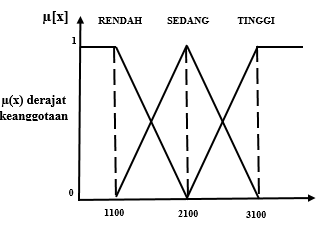 μ[x] RENDAH SEDANG TINGGI
1
μ(x) derajat
keanggotaan
0
1100 2100 3100